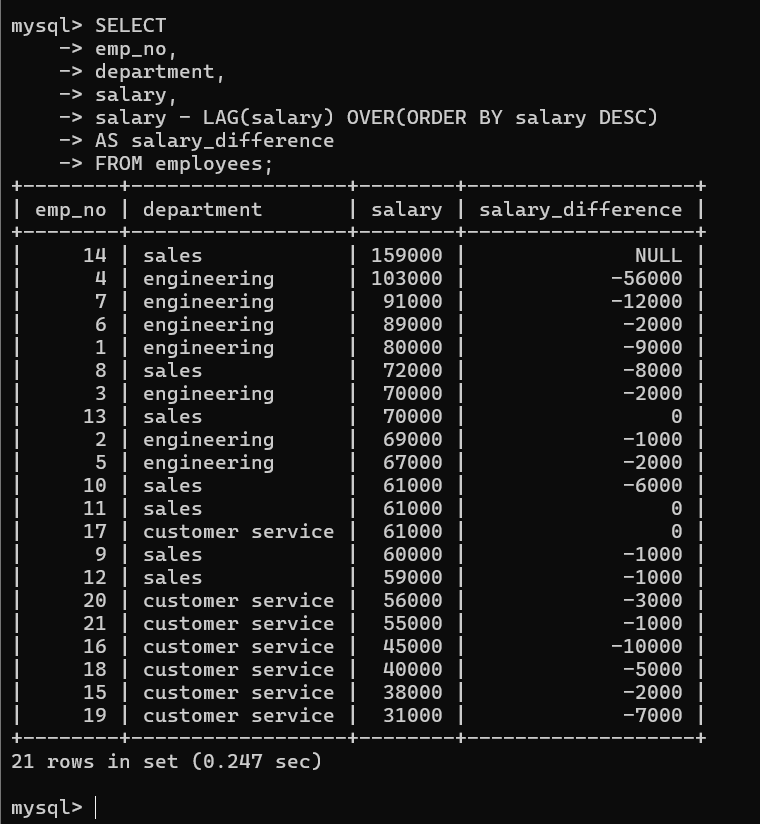 mysql> SELECT
    -> emp_no,
    -> department,
    -> salary,
    -> salary - LAG(salary) OVER(ORDER BY salary DESC)
    -> AS salary_difference
    -> FROM employees;
+--------+------------------+--------+-------------------+
| emp_no | department       | salary | salary_difference |
+--------+------------------+--------+-------------------+
|     14 | sales            | 159000 |              NULL |
|      4 | engineering      | 103000 |            -56000 |
|      7 | engineering      |  91000 |            -12000 |
|      6 | engineering      |  89000 |             -2000 |
|      1 | engineering      |  80000 |             -9000 |
|      8 | sales            |  72000 |             -8000 |
|      3 | engineering      |  70000 |             -2000 |
|     13 | sales            |  70000 |                 0 |
|      2 | engineering      |  69000 |             -1000 |
|      5 | engineering      |  67000 |             -2000 |
|     10 | sales            |  61000 |             -6000 |
|     11 | sales            |  61000 |                 0 |
|     17 | customer service |  61000 |                 0 |
|      9 | sales            |  60000 |             -1000 |
|     12 | sales            |  59000 |             -1000 |
|     20 | customer service |  56000 |             -3000 |
|     21 | customer service |  55000 |             -1000 |
|     16 | customer service |  45000 |            -10000 |
|     18 | customer service |  40000 |             -5000 |
|     15 | customer service |  38000 |             -2000 |
|     19 | customer service |  31000 |             -7000 |
+--------+------------------+--------+-------------------+
21 rows in set (0.247 sec)
mysql>